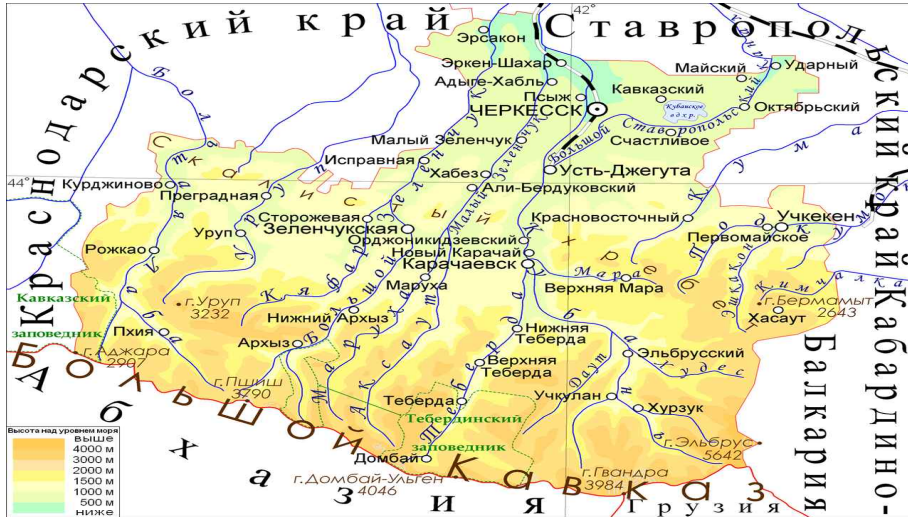 42°
Краснодарский край
Ставропольский край
Кабардино-
Балкария
Эрсакон
Эркен-Шахар
Адыге-Хабль
Псыж
ЧЕРКЕССК
Майский
Ударный
Кавказский
Кубанское
вдхр.
Октябрьский
Счастливое
Большой Ставропольский
Малый Зеленчук
Исправная
Хабез
Усть-Джегута
Али-Бердуковский
44°
Курджиново
Преградная
Скалистый хребет
Большая Лаба
Уруп
Большой Зеленчук
Малый Зеленчук
Кума
Сторожевая
Зеленчукская
Красновосточный
Учкекен
Первомайское
Подкумок
Орджоникидзевский
Новый Карачай
Карачаевск
Рожкао
Уруп
Кяфар
Маруха
Мара
Верхняя Мара
Эшкакон
Кимчалка
г.Бермамыт
2643
Хасаут
Кавказский
заповедник
г.Уруп
3232
Нижний Архыз
Пхия
Архыз
Маруха
Аксаут
Теберда
Кубань
Нижняя
Теберда
Верхняя
Теберда
Эльбрусский
Худес
Даут
г.Аджара
2907
г.Пшиш
3790
Теберда
Учкулан
Хурзук
Тебердинский
заповедник
г.Эльбрус
5642
Домбай
г.Домбай-Ульген
4046
г.Гвандра
3984
Большой Кавказ
Абхазия
Грузия
Высота над уровнем моря
выше
4000 м
3000 м
2000 м
1500 м
1000 м
500 м
ниже